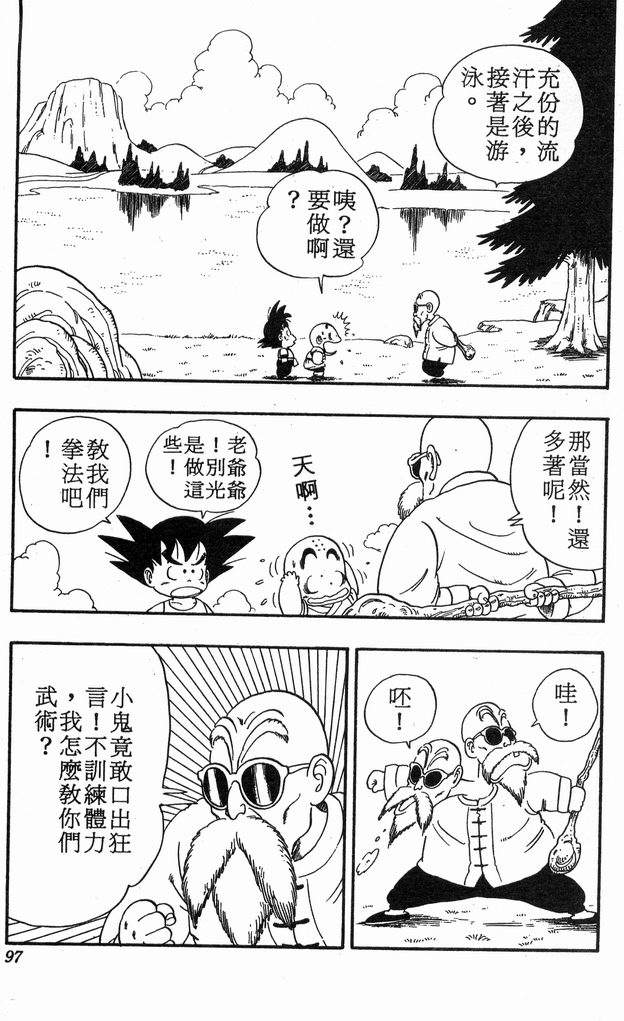 充份的流
汗之後，
接著是游
泳。
咦？還
要做啊
？
那當然！還
多著呢！
天啊…
老爺爺
！別光
是做這
些！
教我們
拳法吧
！
哇！
呸！
小鬼竟敢口出狂
言！不訓練體力
，我怎麼教你們
武術？
97